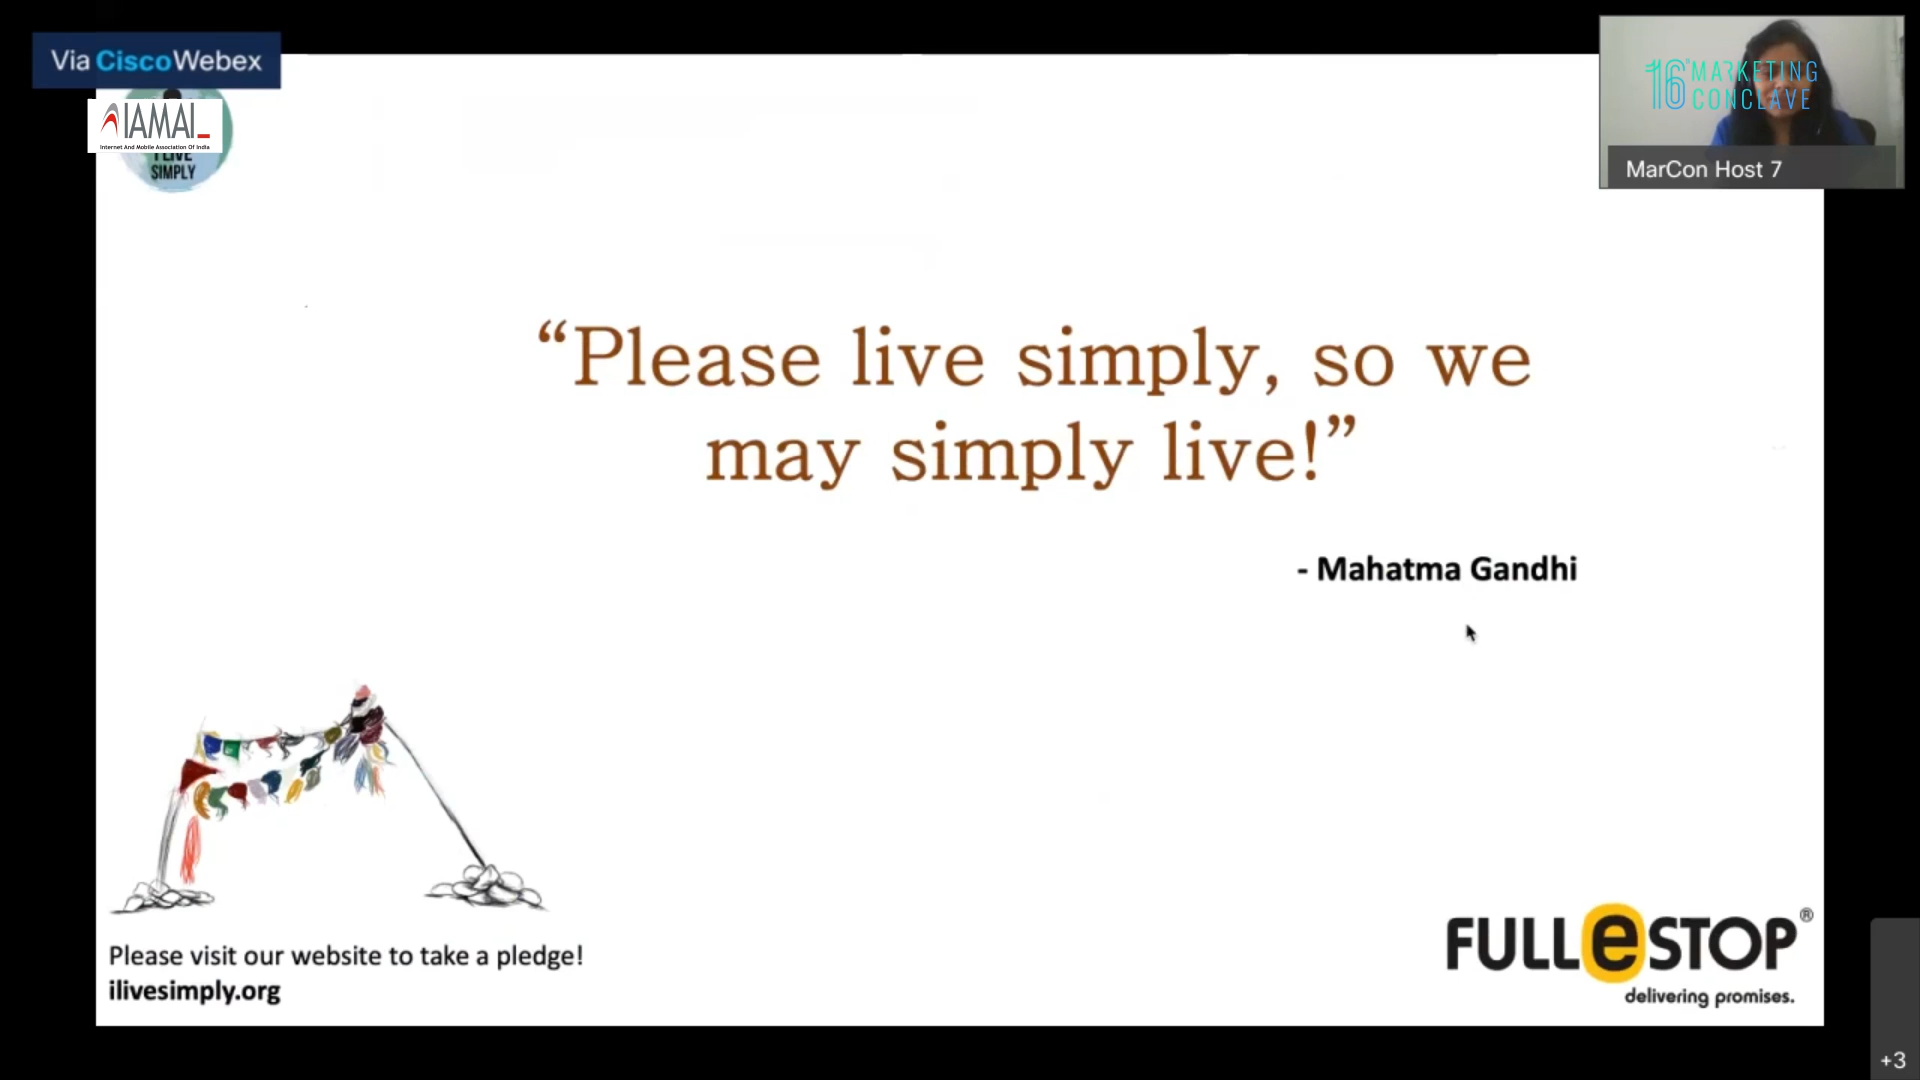 Via CiscoWebex
IAMAI
Internet And Mobile Association Of India
I LIVE
SIMPLY
16 MARKETING
CONCLAVE
MarCon Host 7
“Please live simply, so we
may simply live!”
- Mahatma Gandhi
Please visit our website to take a pledge!
ilivesimply.org
FULLeSTOP®
delivering promises.
+3